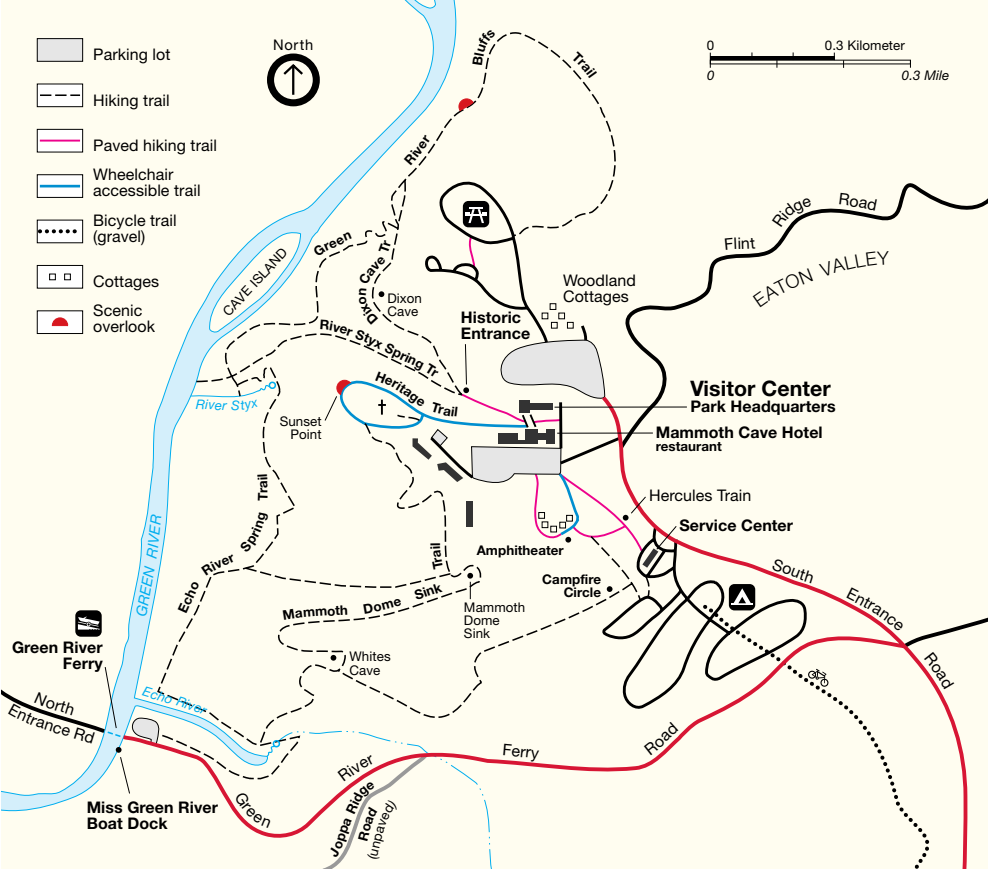 Parking lot
Hiking trail
Paved hiking trail
Wheelchair
accessible trail
Bicycle trail
(gravel)
Cottages
Scenic
overlook
North
0
0.3 Kilometer
0
0.3 Mile
Bluffs
Trail
River
Green
Dixon Cave Tr
Dixon
Cave
CAVE ISLAND
River Styx Spring Tr
River Styx
Historic
Entrance
Woodland
Cottages
Flint
Ridge
Road
EATON VALLEY
Heritage Trail
Sunset
Point
Visitor Center
Park Headquarters
Mammoth Cave Hotel
restaurant
Hercules Train
Service Center
Amphitheater
Campfire
Circle
South
Entrance
Road
Echo River Spring Trail
GREEN RIVER
Trail
Mammoth Dome Sink
Mammoth
Dome
Sink
Whites
Cave
Green River
Ferry
North
Entrance Rd
Echo River
Miss Green River
Boat Dock
Green
River
Ferry
Road
Joppa Ridge
Road
(unpaved)